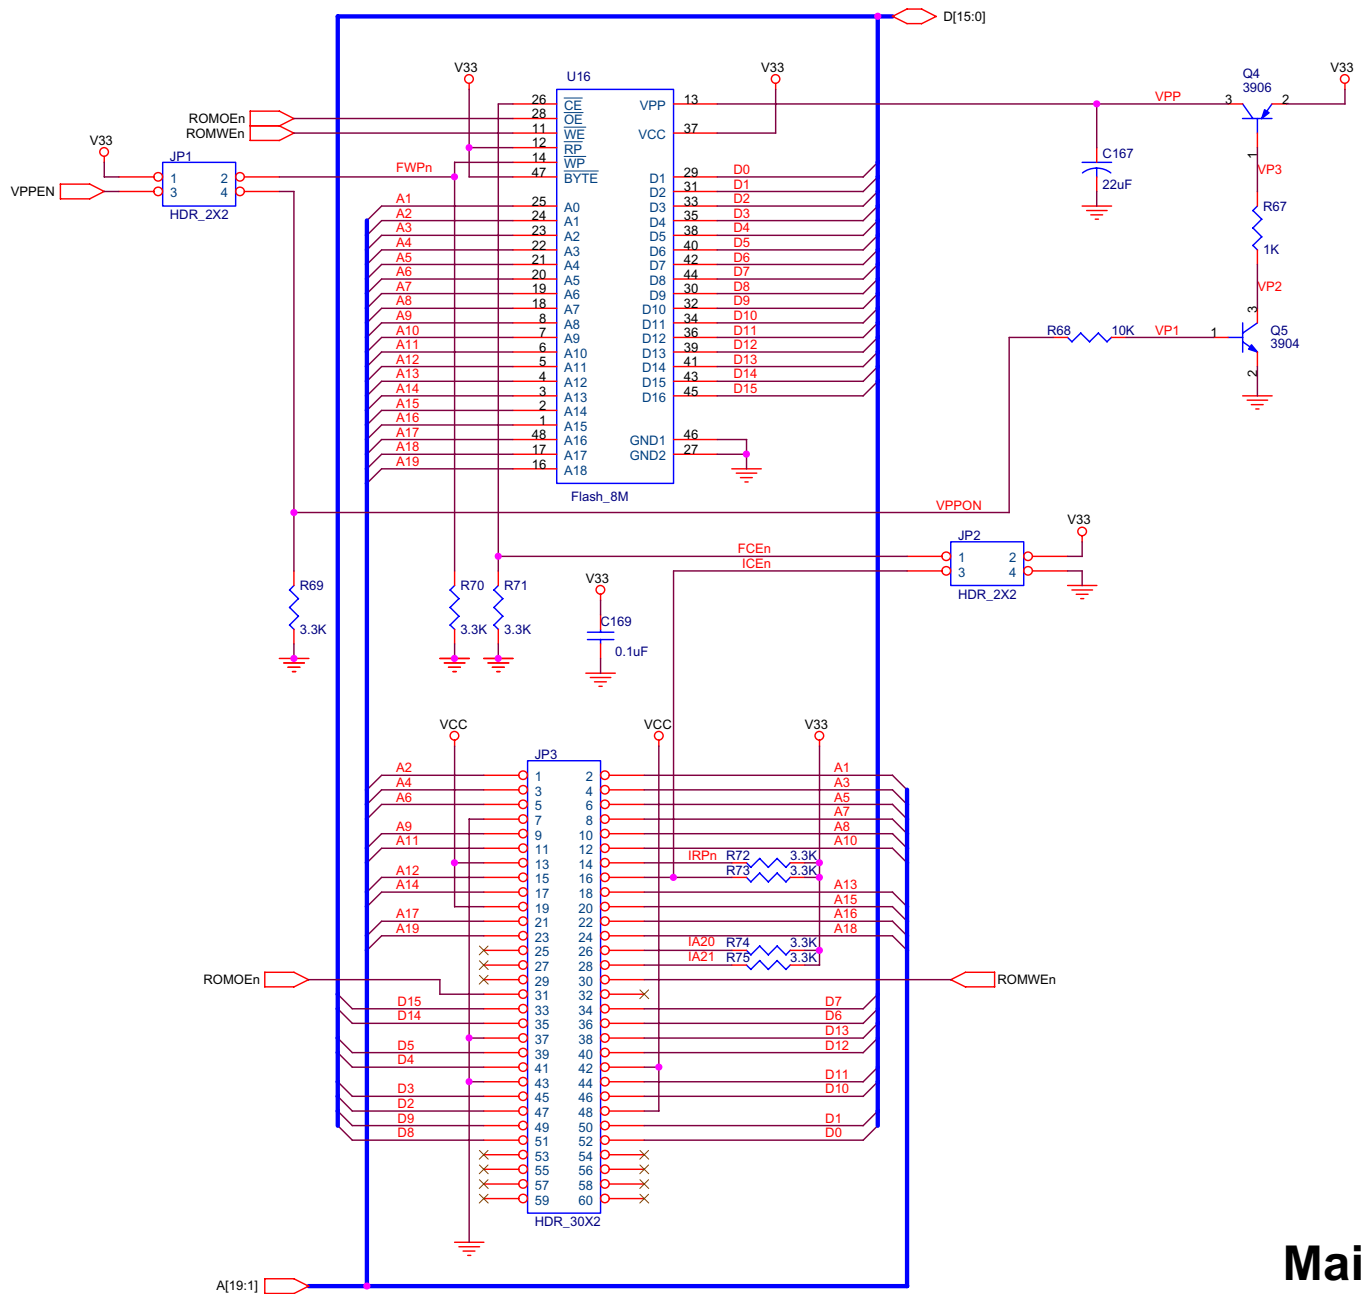 D[15:0]
V33
U16
V33
Q4
3906
V33
26 CE VPP 13 VPP 3 2
ROMOEn 28 OE
ROMWEn 11 WE VCC 37
V33 12 RP
JP1 14 WP 1 C167
1 2 FWPn 47 BYTE D1 29 D0 VP3
VPPEN 3 4 D2 31 D1 22uF
HDR_2X2
A1 25 A0 D3 33 D2 R67
A2 24 A1 D4 35 D3
A3 23 A2 D5 38 D4
A4 22 A3 D6 40 D5 1K
A5 21 A4 D7 42 D6
A6 20 A5 D8 44 D7
A7 19 A6 D9 30 D8 VP2
A8 18 A7 D10 32 D9 3
A9 8 A8 D11 34 D10
A10 7 A9 D12 36 D11 R68 10K VP1 1 Q5
3904
A11 6 A10 D13 39 D12
A12 5 A11 D14 41 D13
A13 4 A12 D15 43 D14 2
A14 3 A13 D16 45 D15
A15 2 A14
A16 1 A15
A17 48 A16 GND1 46
A18 17 A17 GND2 27
A19 16 A18
Flash_8M
VPPON
V33
JP2
FCEn 1 2
ICEn 3 4
HDR_2X2
R69 R70 R71 V33
C169
3.3K 3.3K 3.3K
0.1uF
VCC VCC V33
JP3
A2 1 2 A1
A4 3 4 A3
A6 5 6 A5
7 8 A7
A9 9 10 A8
A11 11 12 A10
13 14 IRPn R72 3.3K
A12 15 16 R73 3.3K
A14 17 18 A13
19 20 A15
A17 21 22 A16
A19 23 24 A18
25 26 IA20 R74 3.3K
27 28 IA21 R75 3.3K
ROMOEn 29 30 ROMWEn
31 32
D15 33 34 D7
D14 35 36 D6
37 38 D13
D5 39 40 D12
D4 41 42
43 44 D11
D3 45 46 D10
D2 47 48
D9 49 50 D1
D8 51 52 D0
53 54
55 56
57 58
59 60
HDR_30X2
Mai
A[19:1]